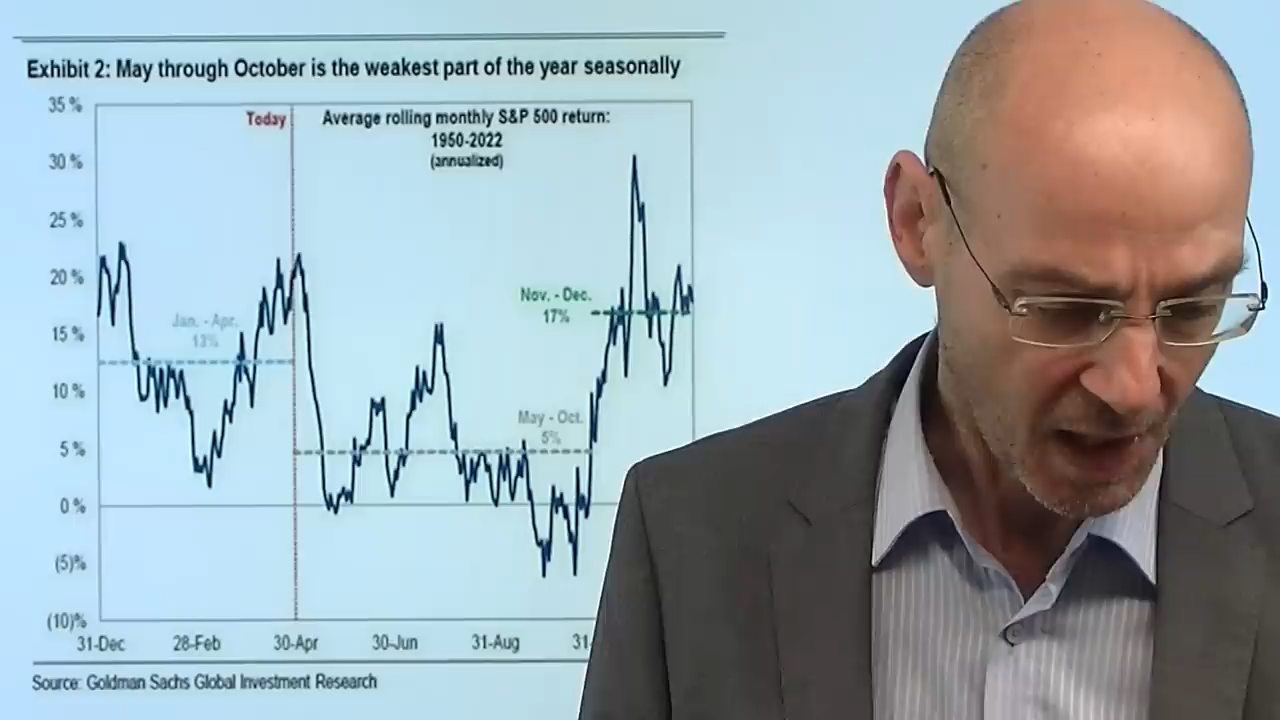 Exhibit 2: May through October is the weakest part of the year seasonally
35 %
30 %
25 %
20 %
15 %
10 %
5 %
0 %
(5)%
(10)%
Today
Average rolling monthly S&P 500 return:
1950-2022
(annualized)
Jan. - Apr.
13%
May - Oct.
5%
Nov. - Dec.
17%
31-Dec 28-Feb 30-Apr 30-Jun 31-Aug 31
Source: Goldman Sachs Global Investment Research